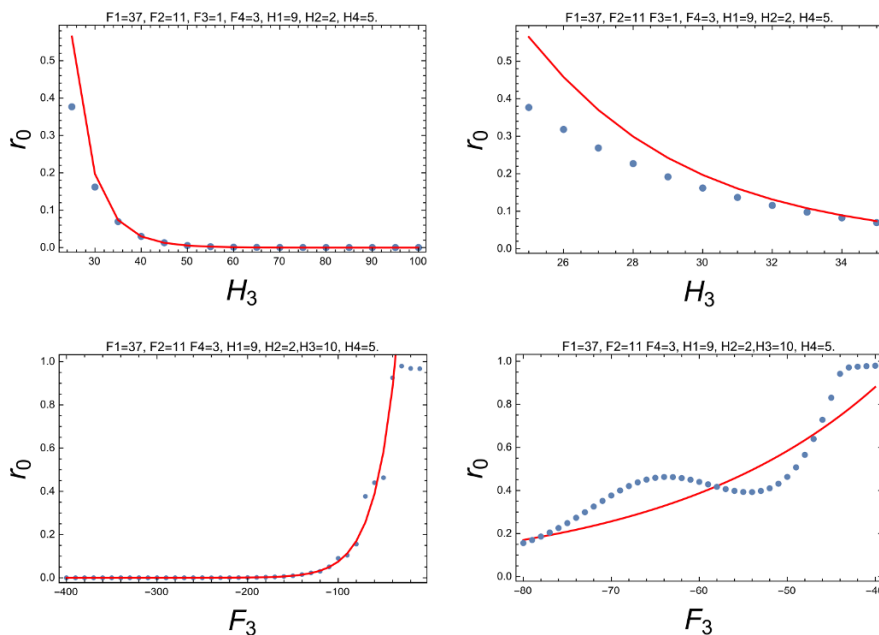 F1=37, F2=11, F3=1, F4=3, H1=9, H2=2, H4=5.
0.5
0.4
0.3
0.2
0.1
0.0
r0
30 40 50 60 70 80 90 100
H3
F1=37, F2=11 F3=1, F4=3, H1=9, H2=2, H4=5.
0.5
0.4
0.3
0.2
0.1
0.0
r0
26 28 30 32 34
H3
F1=37, F2=11 F4=3, H1=9, H2=2,H3=10, H4=5.
1.0
0.8
0.6
0.4
0.2
0.0
r0
-400 -300 -200 -100
F3
F1=37, F2=11 F4=3, H1=9, H2=2,H3=10, H4=5.
1.0
0.8
0.6
0.4
0.2
0.0
r0
-80 -70 -60 -50 -40
F3